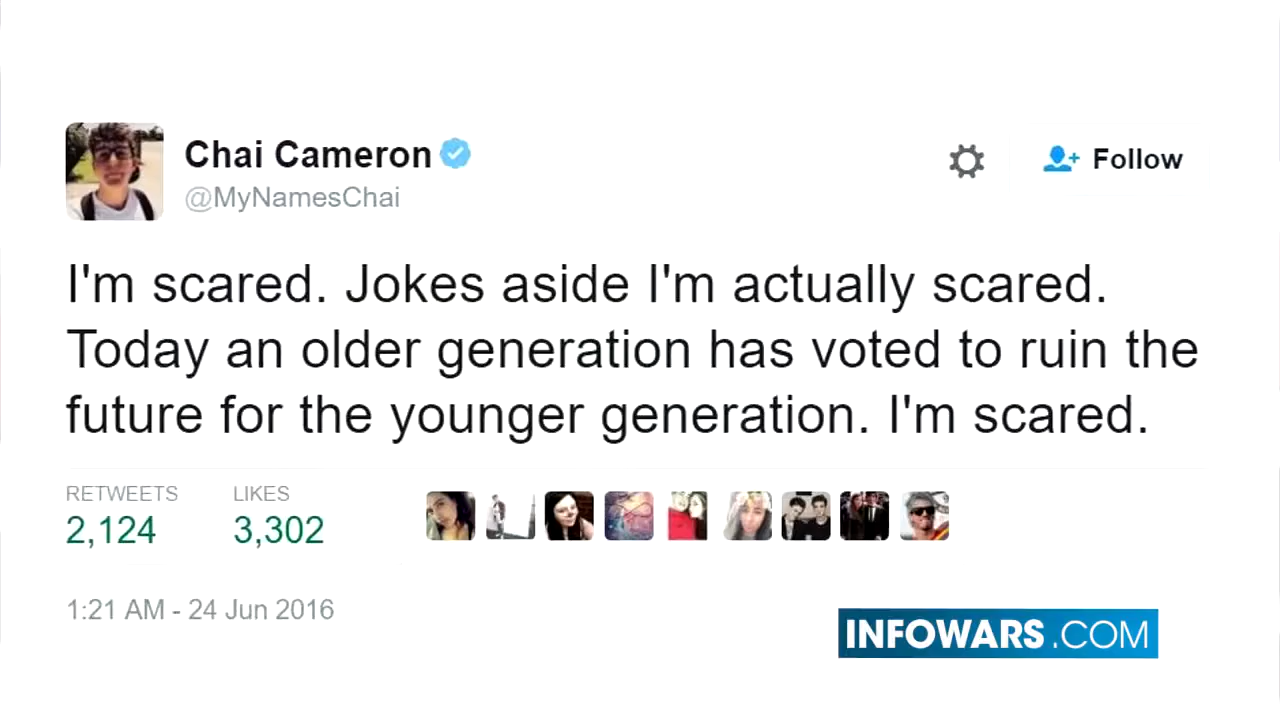 Chai Cameron
@MyNamesChai
Follow
I'm scared. Jokes aside I'm actually scared.
Today an older generation has voted to ruin the
future for the younger generation. I'm scared.
RETWEETS LIKES
2,124 3,302
1:21 AM - 24 Jun 2016
INFOWARS.COM